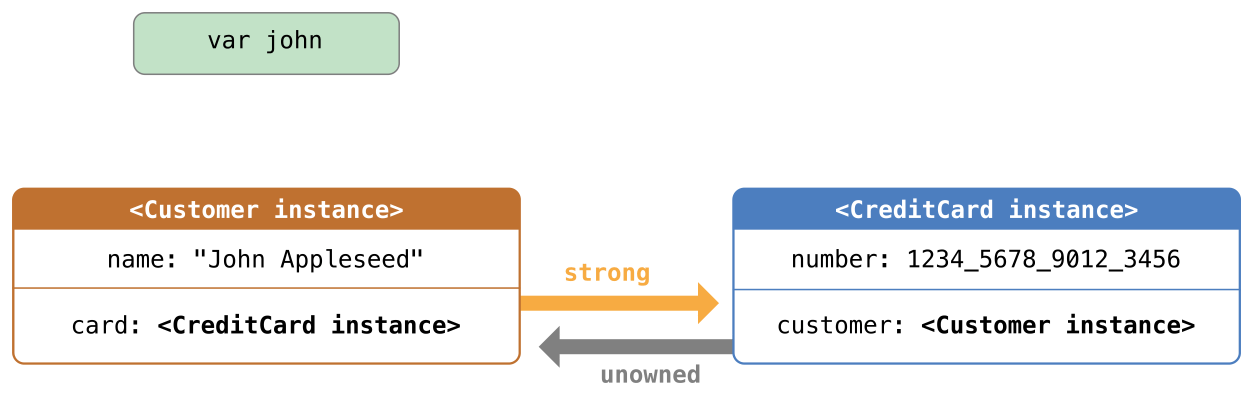 var john
<Customer instance>
name: "John Appleseed"
card: <CreditCard instance>
strong
unowned
<CreditCard instance>
number: 1234_5678_9012_3456
customer: <Customer instance>